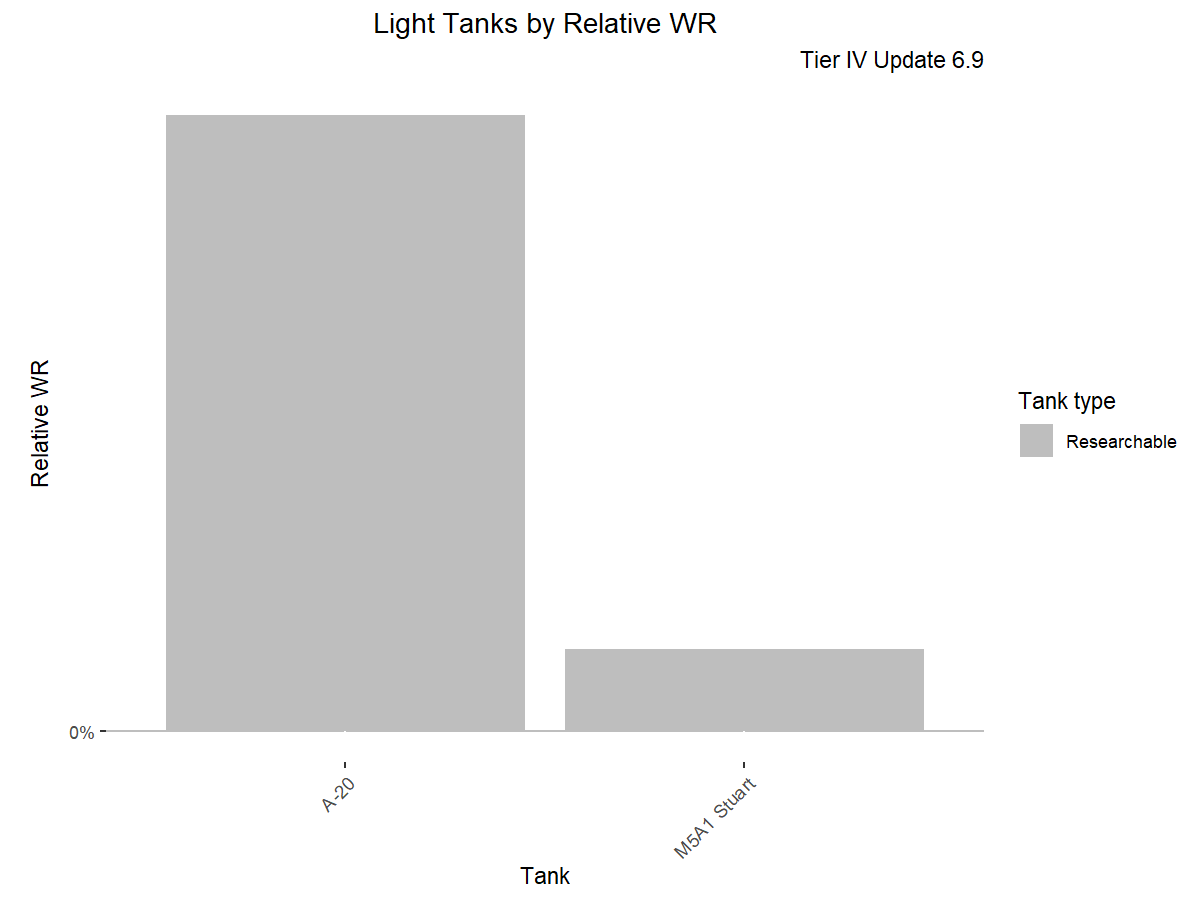 Light Tanks by Relative WR
Tier IV Update 6.9
Relative WR
0%
A-20
M5A1 Stuart
Tank
Tank type
Researchable